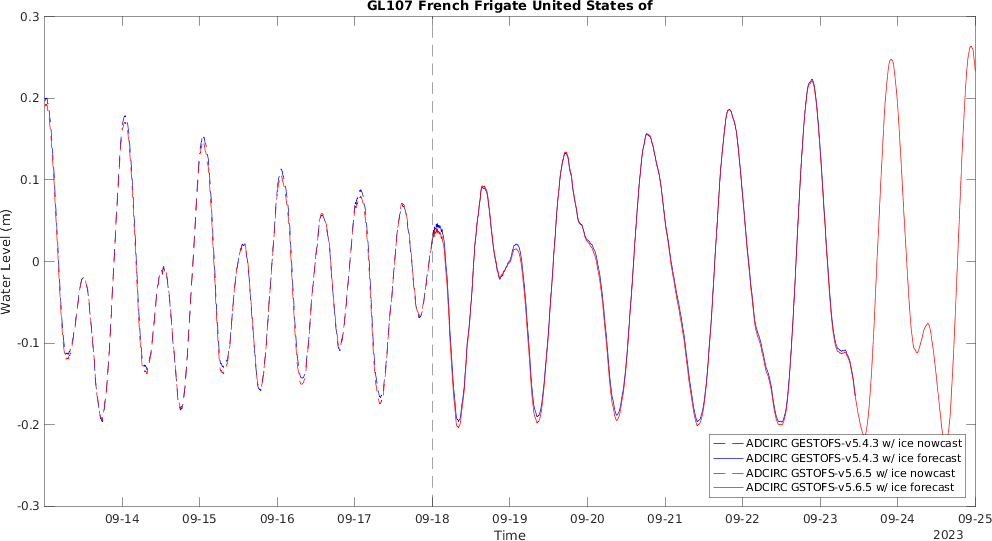 GL107 French Frigate United States of
0.3
0.2
0.1
0
-0.1
-0.2
-0.3
Water Level (m)
09-14 09-15 09-16 09-17 09-18 09-19 09-20 09-21 09-22 09-23 09-24 09-25
2023
Time
ADCIRC GESTOFS-v5.4.3 w/ ice nowcast
ADCIRC GESTOFS-v5.4.3 w/ ice forecast
ADCIRC GSTOFS-v5.6.5 w/ ice nowcast
ADCIRC GSTOFS-v5.6.5 w/ ice forecast